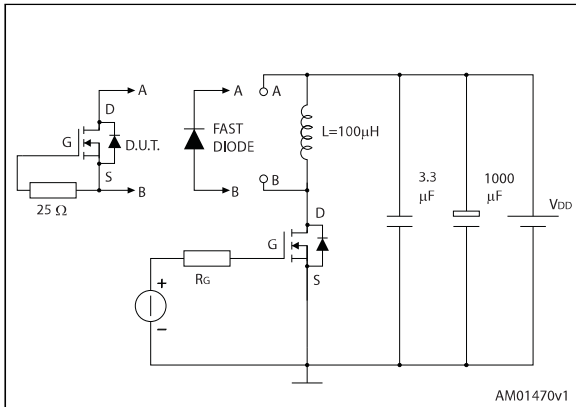 A
D
G
D.U.T.
S
B
25 Ω
A
FAST
DIODE
B
A
L=100μH
B
D
G
S
RG
+
−
3.3
μF
1000
μF
VDD
AM01470v1